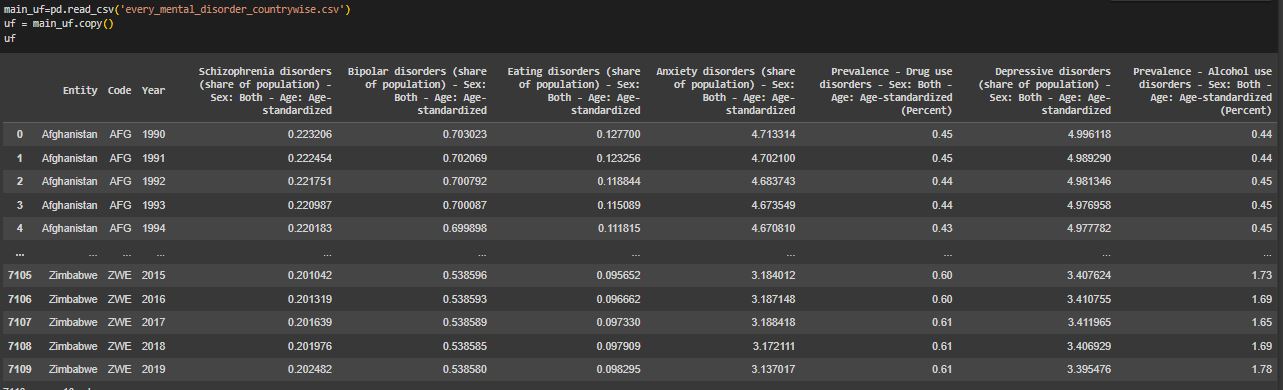 main_uf=pd.read_csv('every_mental_disorder_countrywise.csv')
uf = main_uf.copy()
uf
Entity Code Year Schizophrenia disorders (share of population) - Sex: Both - Age: Age-standardized Bipolar disorders (share of population) - Sex: Both - Age: Age-standardized Eating disorders (share of population) - Sex: Both - Age: Age-standardized Anxiety disorders (share of population) - Sex: Both - Age: Age-standardized Prevalence - Drug use disorders - Sex: Both - Age: Age-standardized (Percent) Depressive disorders (share of population) - Sex: Both - Age: Age-standardized Prevalence - Alcohol use disorders - Sex: Both - Age: Age-standardized (Percent)
0 Afghanistan AFG 1990 0.223206 0.703023 0.127700 4.713314 0.45 4.996118 0.44
1 Afghanistan AFG 1991 0.222454 0.702069 0.123256 4.702100 0.45 4.989290 0.44
2 Afghanistan AFG 1992 0.221751 0.700792 0.118844 4.683743 0.44 4.981346 0.45
3 Afghanistan AFG 1993 0.220987 0.700087 0.115089 4.673549 0.44 4.976958 0.45
4 Afghanistan AFG 1994 0.220183 0.699898 0.111815 4.670810 0.43 4.977782 0.45
... ... ... ... ... ... ... ... ... ... ...
7105 Zimbabwe ZWE 2015 0.201042 0.538596 0.095652 3.184012 0.60 3.407624 1.73
7106 Zimbabwe ZWE 2016 0.201319 0.538593 0.096662 3.187148 0.60 3.410755 1.69
7107 Zimbabwe ZWE 2017 0.201639 0.538589 0.097330 3.188418 0.61 3.411965 1.65
7108 Zimbabwe ZWE 2018 0.201976 0.538585 0.097909 3.172111 0.61 3.406929 1.69
7109 Zimbabwe ZWE 2019 0.202482 0.538580 0.098295 3.137017 0.61 3.395476 1.78